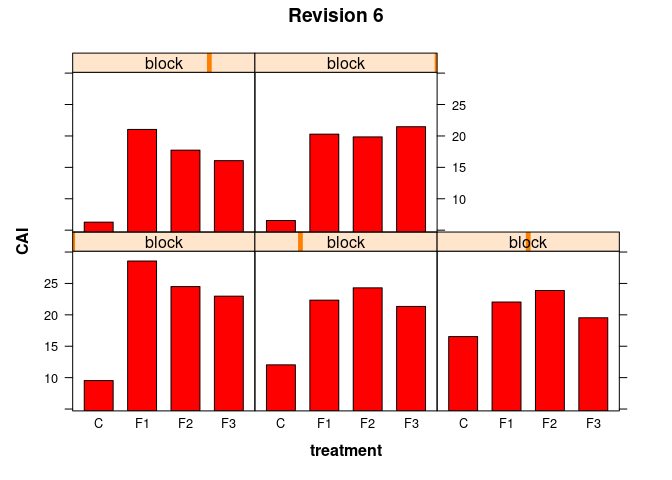 Revision 6
block block
25
20
15
10
CAI
block block block
25
20
15
10
C F1 F2 F3 C F1 F2 F3 C F1 F2 F3
treatment